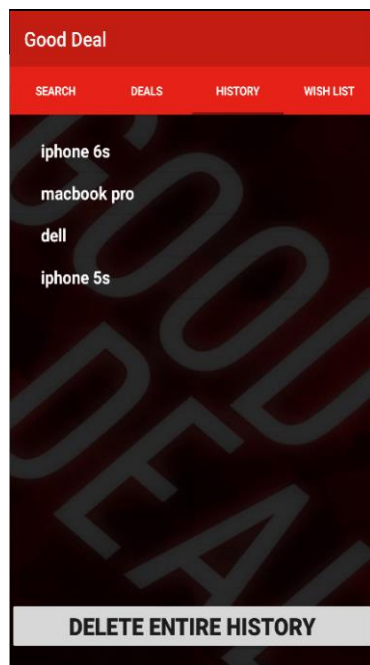 Good Deal
SEARCH DEALS HISTORY WISH LIST
iphone 6s
macbook pro
dell
iphone 5s
GOOD
DEAL
DELETE ENTIRE HISTORY